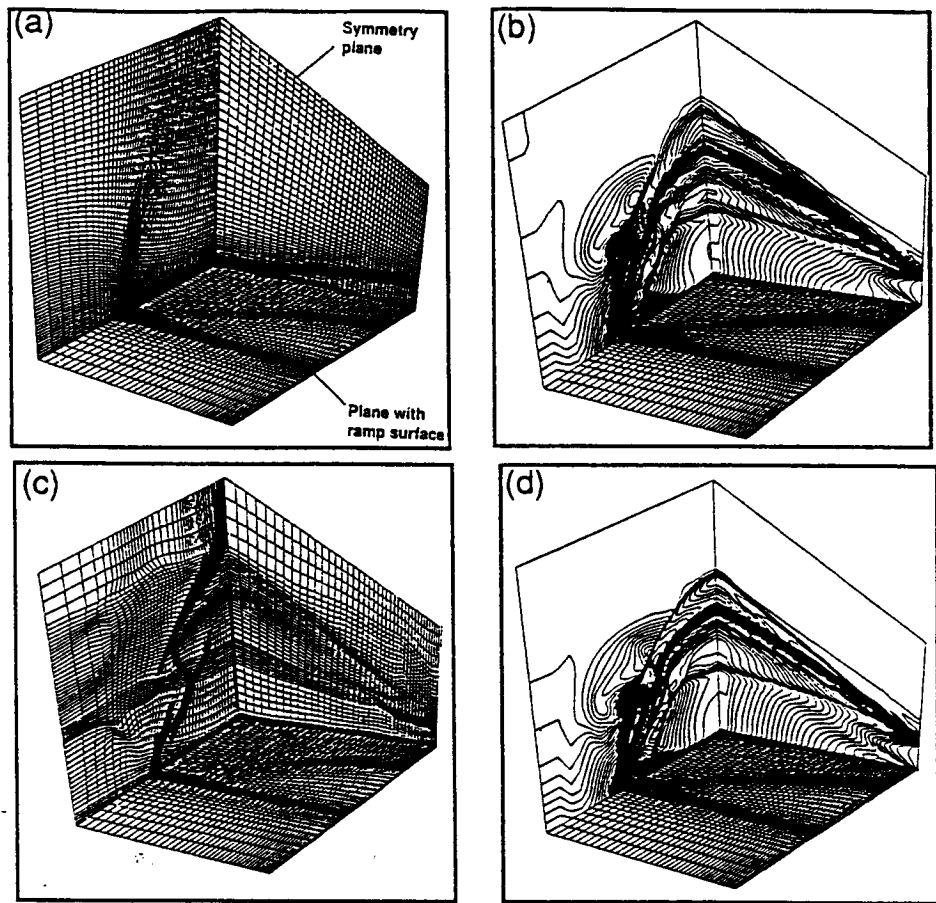 (a)
Symmetry
plane
Plane with
ramp surface
(b)
(c)
(d)